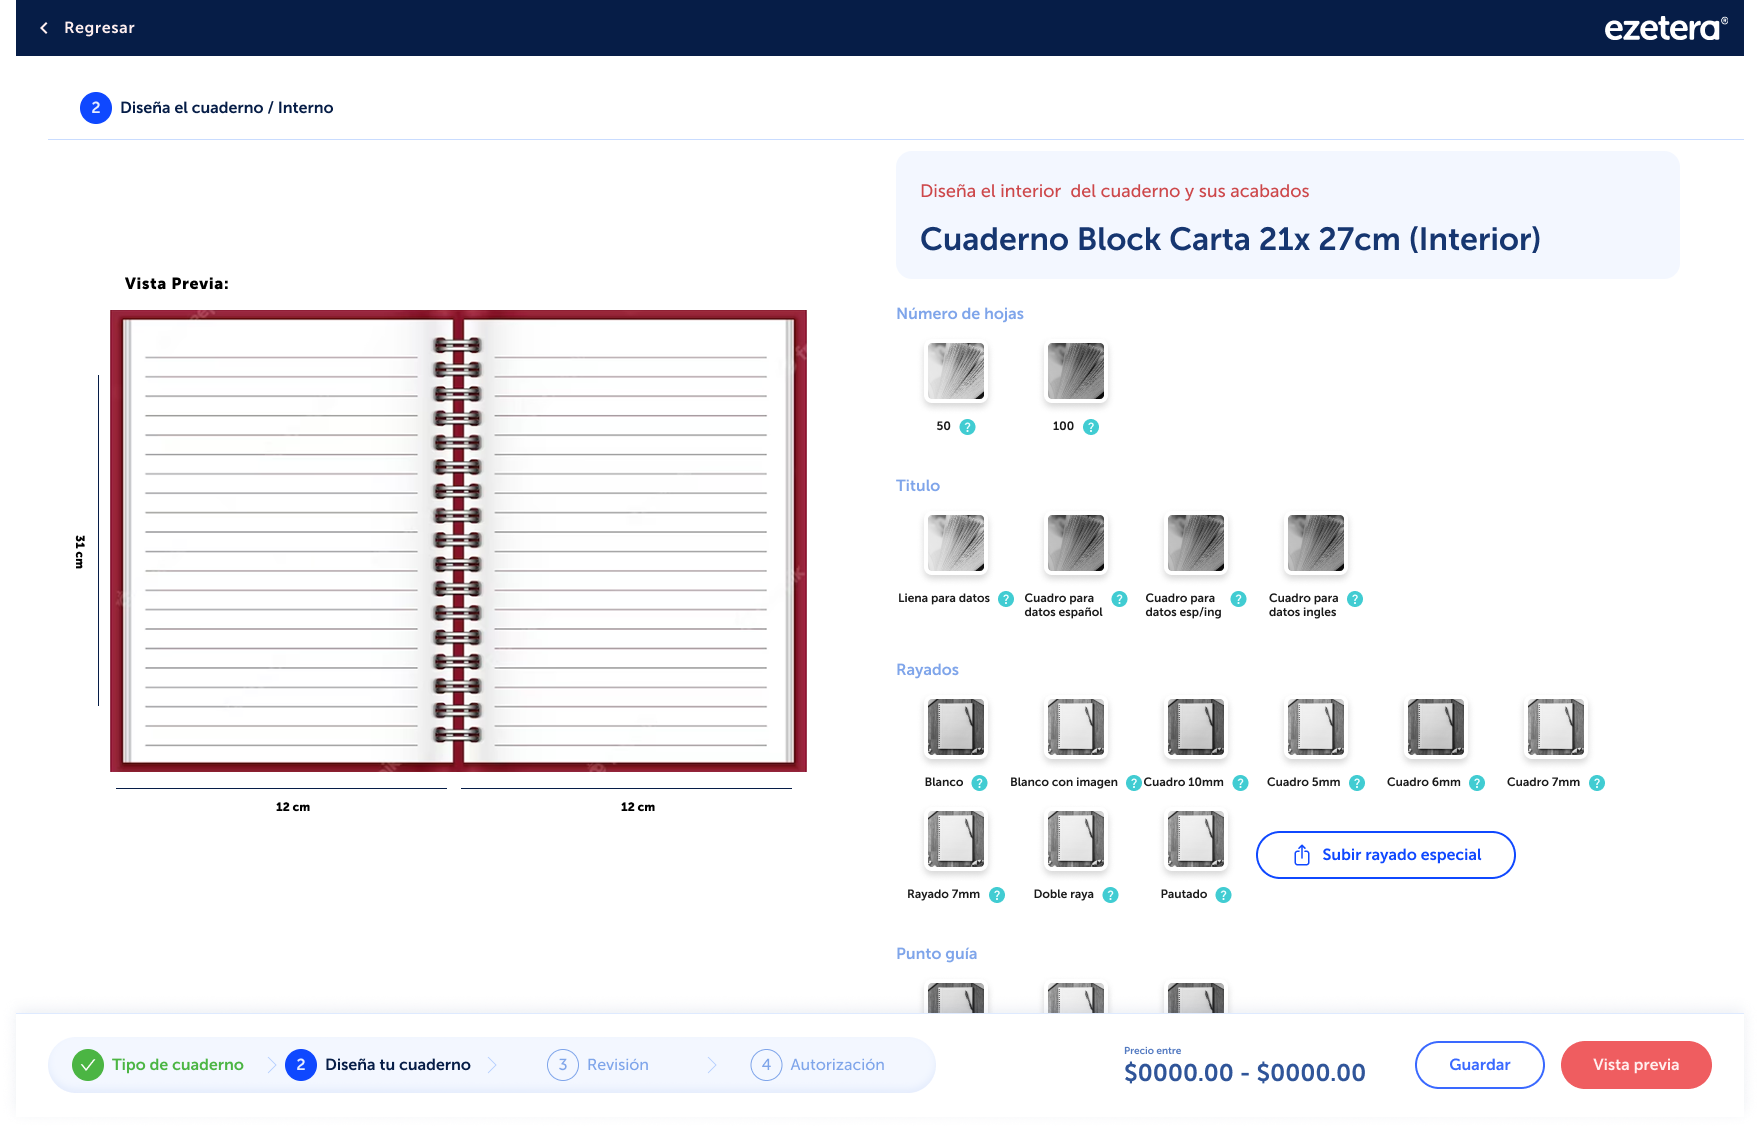 Regresar
ezetera®
2 Diseña el cuaderno / Interno
Diseña el interior del cuaderno y sus acabados
Cuaderno Block Carta 21x 27cm (Interior)
Vista Previa:
31 cm
12 cm
12 cm
Número de hojas
50 ?
100 ?
Titulo
Liena para datos ?
Cuadro para
datos español ?
Cuadro para
datos esp/ing ?
Cuadro para
datos ingles ?
Rayados
Blanco ?
Blanco con imagen ?
Cuadro 10mm ?
Cuadro 5mm ?
Cuadro 6mm ?
Cuadro 7mm ?
Rayado 7mm ?
Doble raya ?
Pautado ?
Subir rayado especial
Punto guía
Tipo de cuaderno
2 Diseña tu cuaderno
3 Revisión
4 Autorización
Precio entre
$0000.00 - $0000.00
Guardar
Vista previa